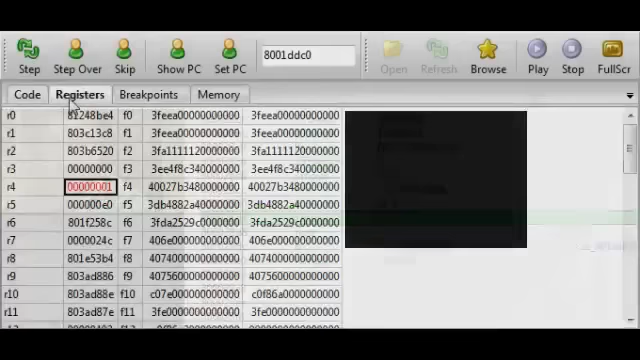 Step Step Over Skip Show PC Set PC 8001ddc0 Open Refresh Browse Play Stop FullScr
Code Registers Breakpoints Memory
r0 81248be4 f0 3feea00000000000 3feea00000000000
r1 803c13c8 f1 3feea00000000000 3feea00000000000
r2 803b6520 f2 3fa1111120000000 3fa1111120000000
r3 00000000 f3 3ee4f8c340000000 3ee4f8c340000000
r4 00000001 f4 40027b3480000000 40027b3480000000
r5 000000e0 f5 3db4882a40000000 3db4882a40000000
r6 801f258c f6 3fda2529c0000000 3fda2529c0000000
r7 0000024c f7 406e000000000000 406e000000000000
r8 801e53b4 f8 4074000000000000 4074000000000000
r9 803ad886 f9 4075600000000000 4075600000000000
r10 803ad88e f10 c07e000000000000 c0f86a0000000000
r11 803ad87e f11 3fe0000000000000 3fe0000000000000